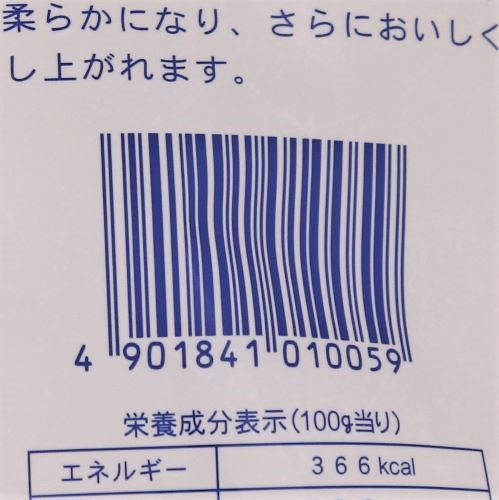 柔らかになり、さらにおいしく
し上がれます。
4 901841 010059
栄養成分表示(100g当り)
エネルギー 366kcal